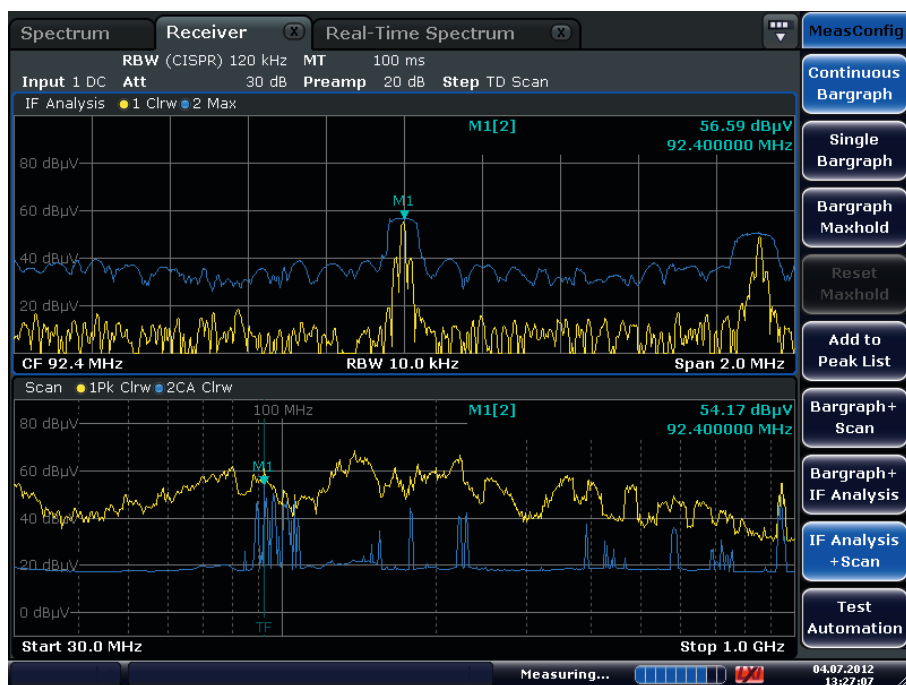 Spectrum Receiver X Real-Time Spectrum X MeasConfig
RBW (CISPR) 120 kHz MT 100 ms
Input 1 DC Att 30 dB Preamp 20 dB Step TD Scan
IF Analysis 1 Clrw 2 Max
M1[2] 56.59 dBµV
92.400000 MHz
80 dBµV
M1
60 dBµV
40 dBµV
20 dBµV
CF 92.4 MHz RBW 10.0 kHz Span 2.0 MHz
Scan 1Pk Clrw 2CA Clrw
100 MHz M1[2] 54.17 dBµV
92.400000 MHz
80 dBµV
60 dBµV M1
40 dBµV
20 dBµV
0 dBµV
TF
Start 30.0 MHz Stop 1.0 GHz
Continuous
Bargraph
Single
Bargraph
Bargraph
Maxhold
Reset
Maxhold
Add to
Peak List
Bargraph+
Scan
Bargraph+
IF Analysis
IF Analysis
+Scan
Test
Automation
Measuring... LXI 04.07.2012
13:27:07